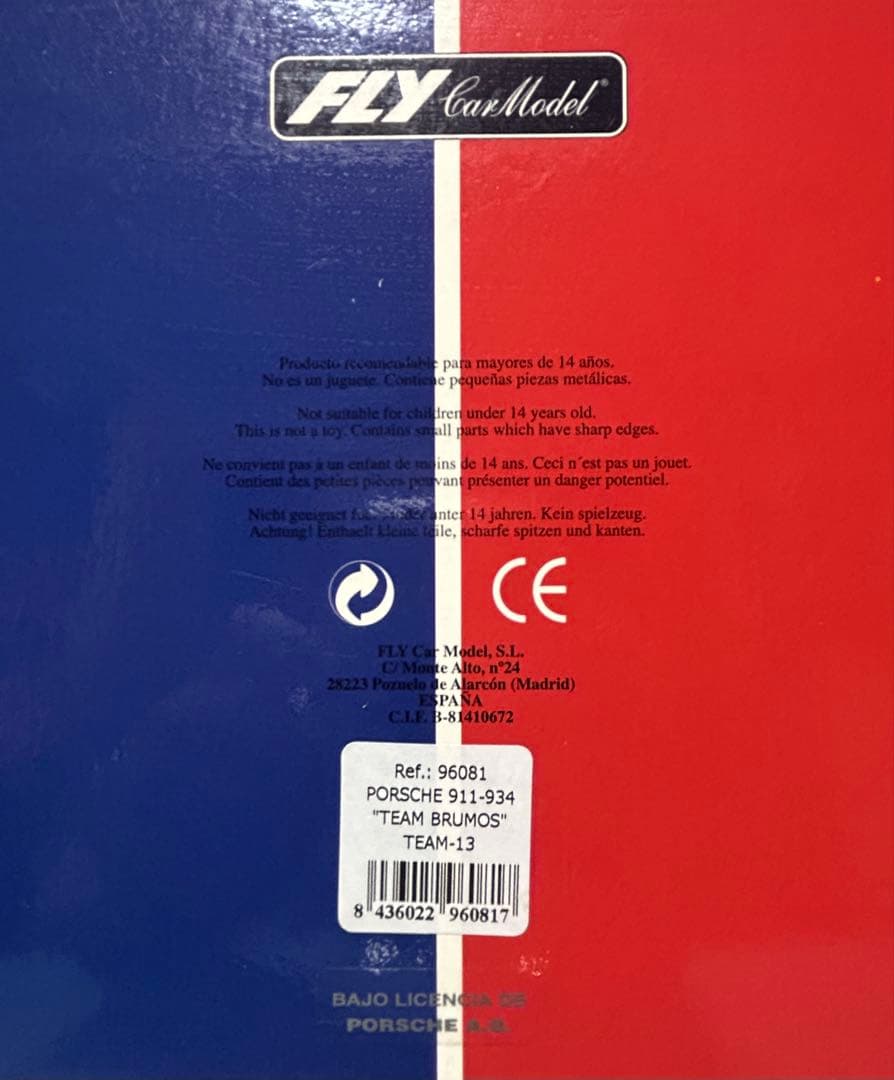 FLY Car Model®
Producto recomendable para mayores de 14 años.
No es un juguete. Contiene pequeñas piezas metálicas.
Not suitable for children under 14 years old.
This is not a toy. Contains small parts which have sharp edges.
Ne convient pas à un enfant de moins de 14 ans. Ceci n´est pas un jouet.
Contient des petites pièces pouvant présenter un danger potentiel.
Nicht geeignet unter 14 jahren. Kein spielzeug.
Achtung! Enthaelt kleine teile, scharfe spitzen und kanten.
CE
FLY Car Model, S.L.
C/ Monte Alto, nº24
28223 Pozuelo de Alarcón (Madrid)
ESPAÑA
C.I.F. B-81410672
Ref.: 96081
PORSCHE 911-934
"TEAM BRUMOS"
TEAM-13
8 436022 960817
BAJO LICENCIA DE
PORSCHE A.G.